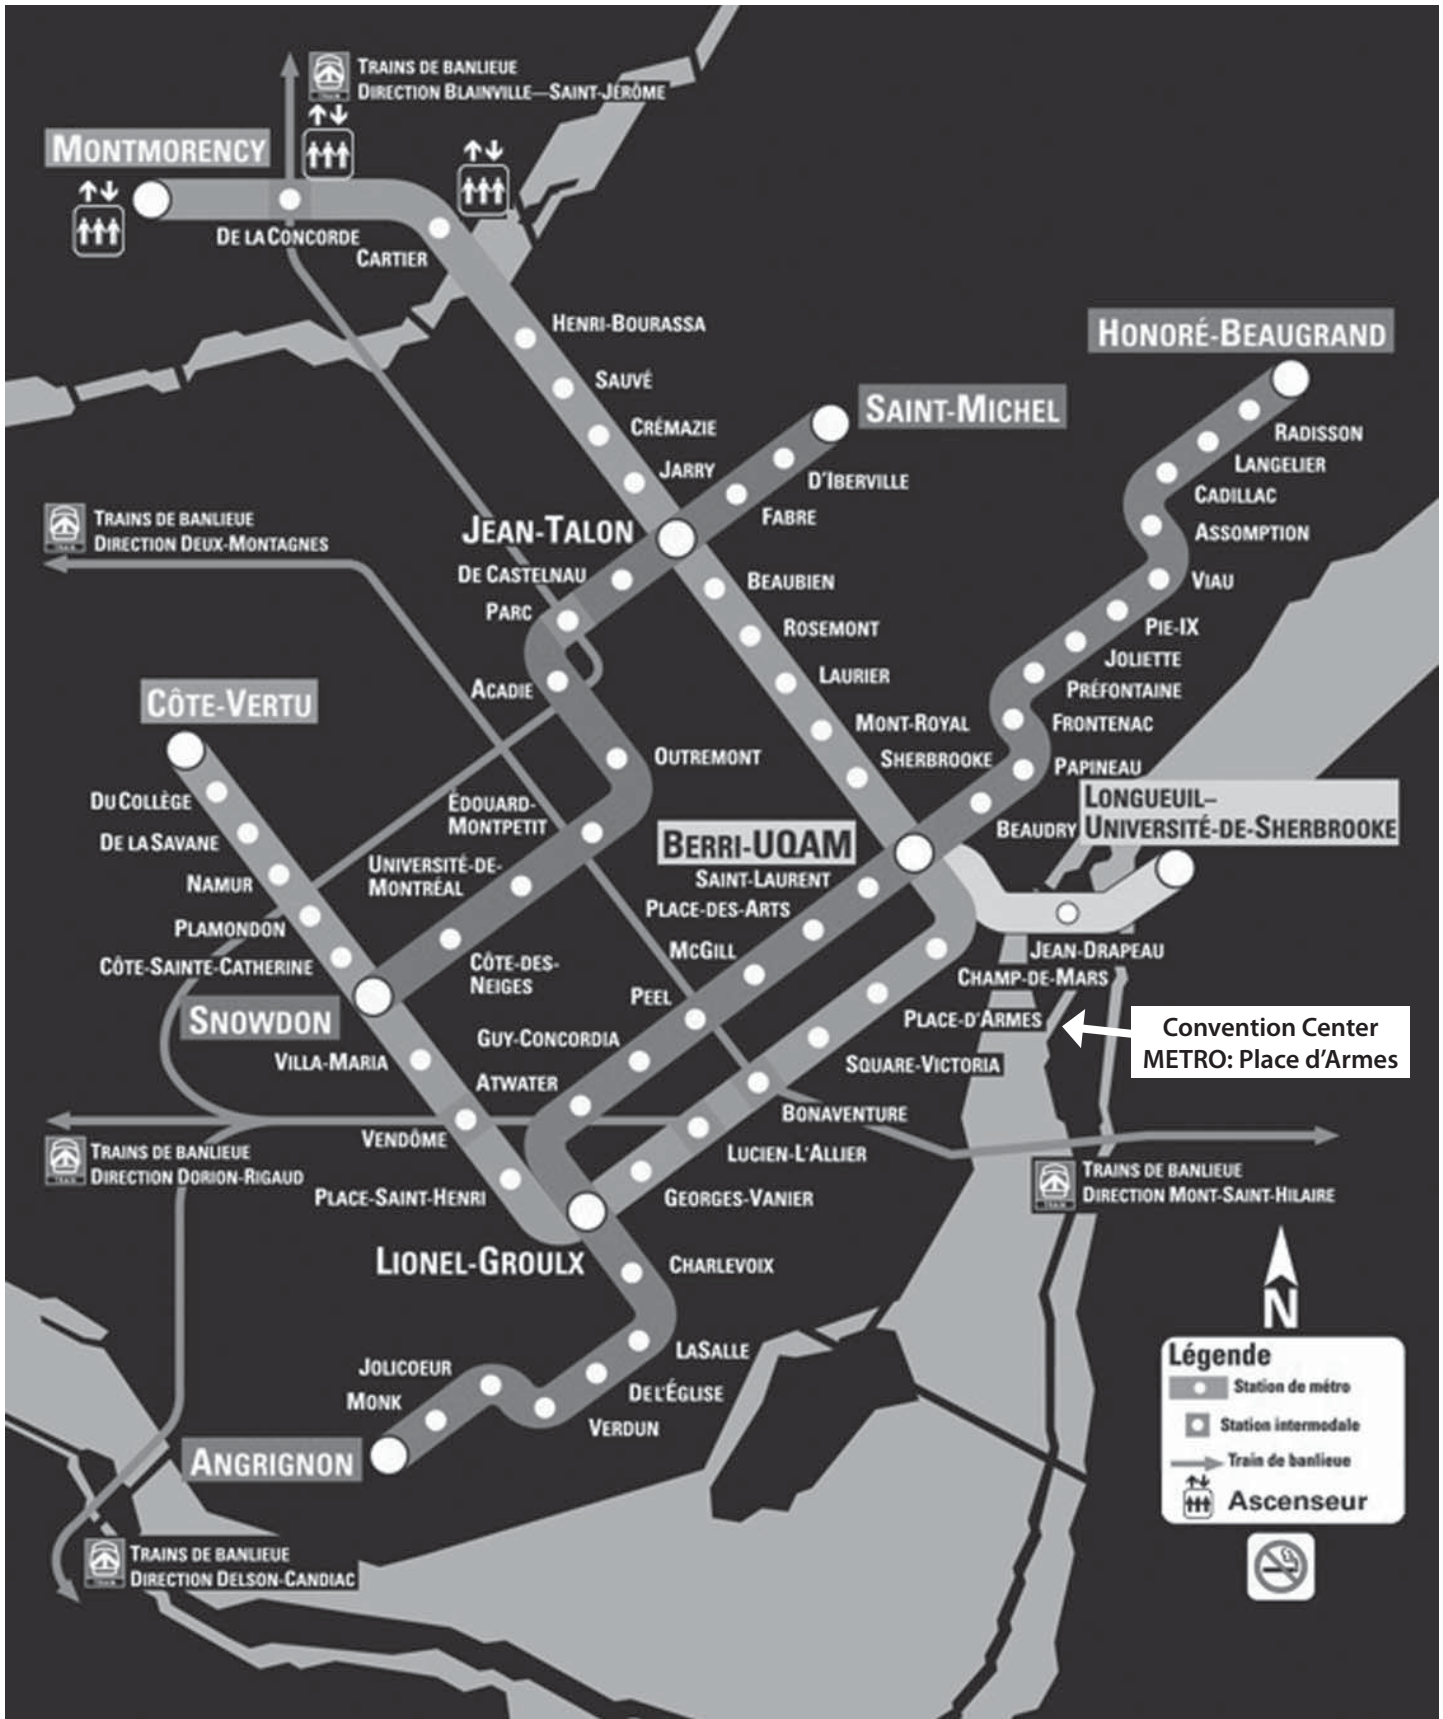 TRAINS DE BANLIEUE
DIRECTION BLAINVILLE—SAINT-JÉRÔME
TRAIN
MONTMORENCY
DE LA CONCORDE
CARTIER
HENRI-BOURASSA
HONORÉ-BEAUGRAND
SAUVÉ
SAINT-MICHEL
CRÉMAZIE
RADISSON
JARRY
LANGELIER
D'IBERVILLE
CADILLAC
FABRE
TRAINS DE BANLIEUE
DIRECTION DEUX-MONTAGNES
TRAIN
JEAN-TALON
ASSOMPTION
DE CASTELNAU
BEAUBIEN
VIAU
PARC
ROSEMONT
PIE-IX
JOLIETTE
LAURIER
ACADIE
PRÉFONTAINE
CÔTE-VERTU
MONT-ROYAL
FRONTENAC
OUTREMONT
SHERBROOKE
PAPINEAU
DU COLLÈGE
ÉDOUARD-
MONTPETIT
LONGUEUIL–
UNIVERSITÉ-DE-SHERBROOKE
BEAUDRY
DE LA SAVANE
BERRI-UQAM
UNIVERSITÉ-DE-
MONTRÉAL
NAMUR
SAINT-LAURENT
PLACE-DES-ARTS
PLAMONDON
MCGILL
JEAN-DRAPEAU
CÔTE-SAINTE-CATHERINE
CÔTE-DES-
NEIGES
CHAMP-DE-MARS
PEEL
SNOWDON
PLACE-D'ARMES
Convention Center
METRO: Place d'Armes
GUY-CONCORDIA
VILLA-MARIA
SQUARE-VICTORIA
ATWATER
BONAVENTURE
VENDÔME
LUCIEN-L'ALLIER
TRAINS DE BANLIEUE
DIRECTION DORION-RIGAUD
TRAIN
TRAINS DE BANLIEUE
DIRECTION MONT-SAINT-HILAIRE
TRAIN
PLACE-SAINT-HENRI
GEORGES-VANIER
LIONEL-GROULX
CHARLEVOIX
N
LASALLE
JOLICOEUR
DE L'ÉGLISE
MONK
VERDUN
ANGRIGNON
Légende
Station de métro
Station intermodale
Train de banlieue
Ascenseur
TRAINS DE BANLIEUE
DIRECTION DELSON-CANDIAC
TRAIN